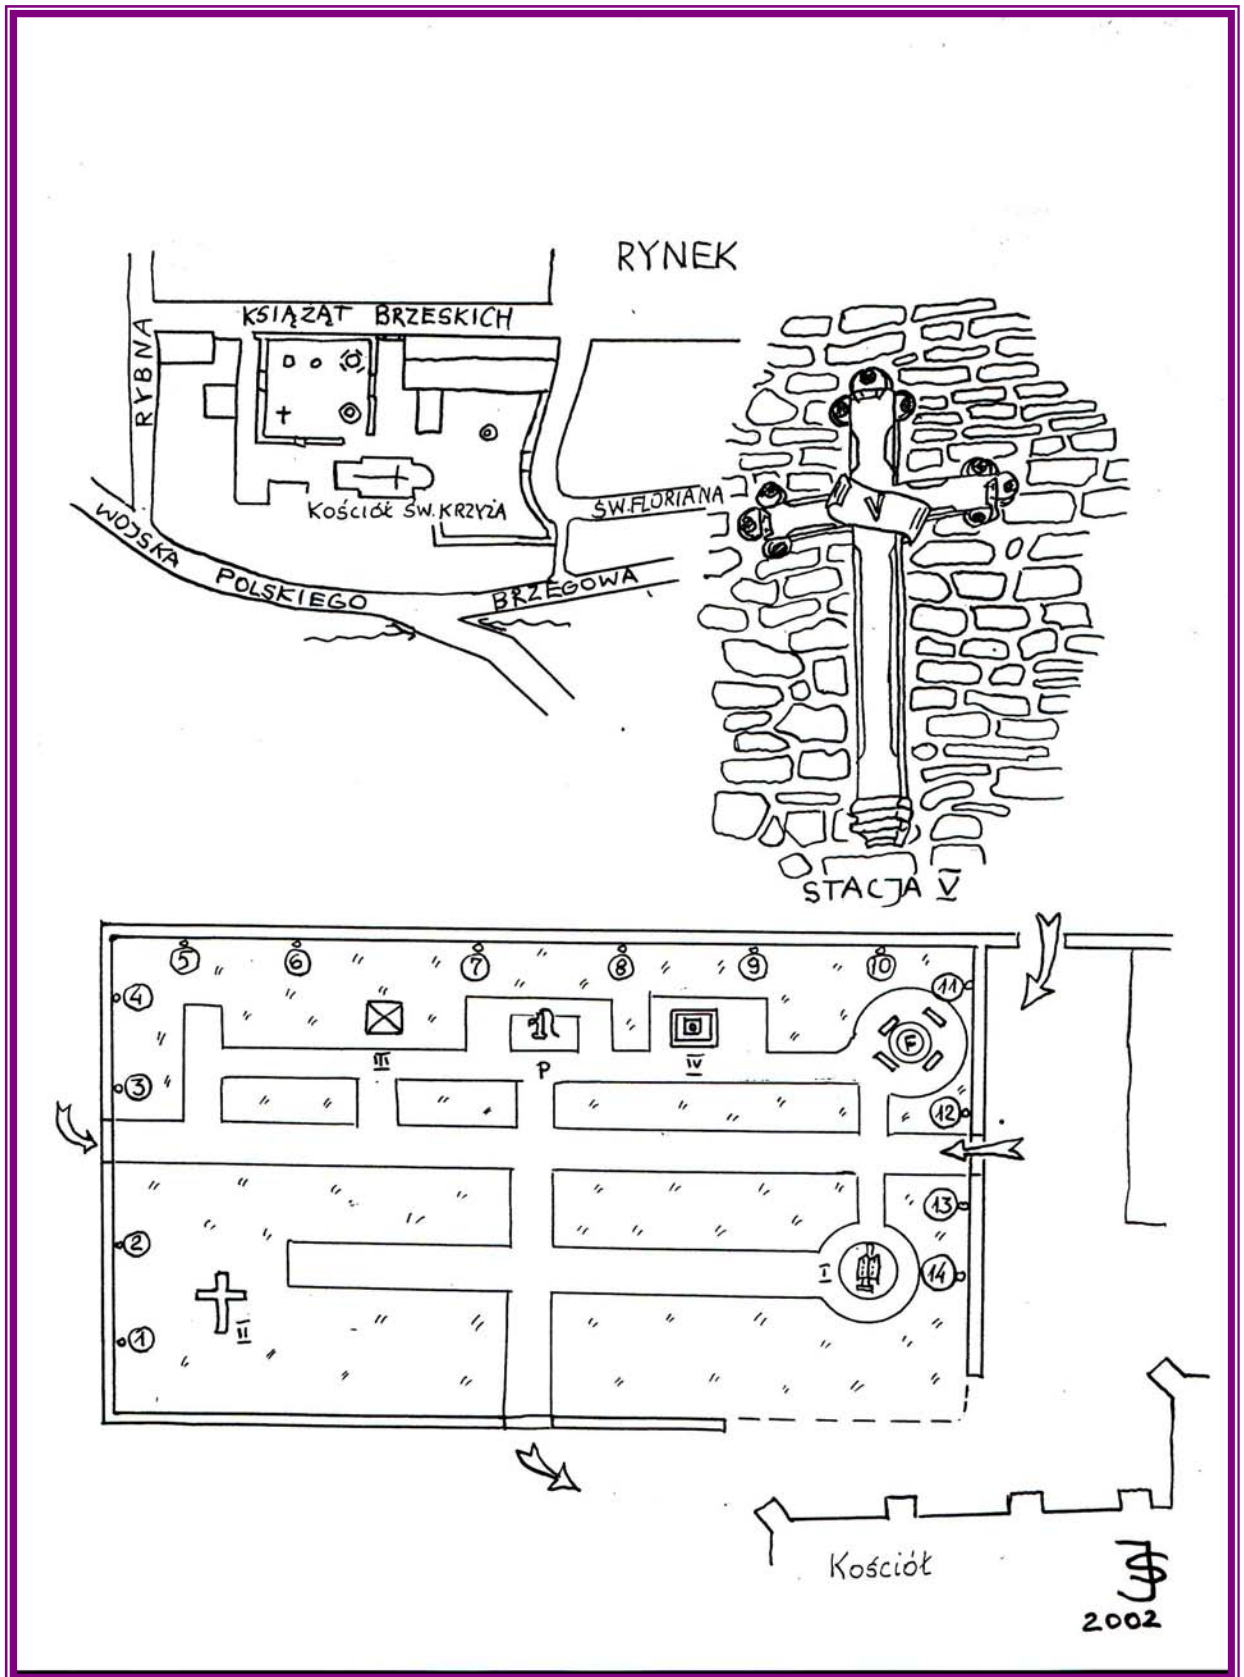 RYNEK
KSIĄŻĄT BRZESKICH
RYBNA
KOŚCIÓŁ ŚW. KRZYŻA
ŚW. FLORIANA
WOJSKA POLSKIEGO
BRZEGOWA
V
STACJA V
5 6 7 8 9 10
4 11
F
III P IV
3 12
13
2 I 14
II
1
Kościół
JS
2002